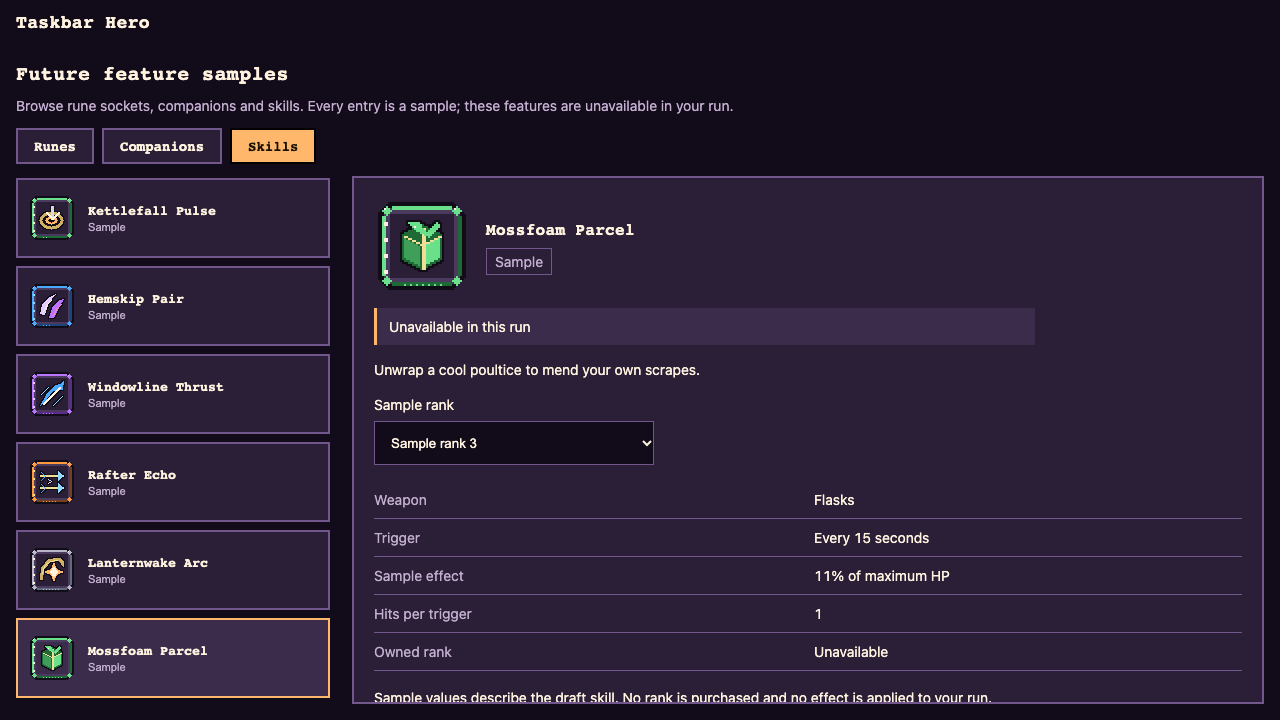 Taskbar Hero
Future feature samples
Browse rune sockets, companions and skills. Every entry is a sample; these features are unavailable in your run.
Runes
Companions
Skills
Kettlefall Pulse
Sample
Hemskip Pair
Sample
Windowline Thrust
Sample
Rafter Echo
Sample
Lanternwake Arc
Sample
Mossfoam Parcel
Sample
Mossfoam Parcel
Sample
Unavailable in this run
Unwrap a cool poultice to mend your own scrapes.
Sample rank
Sample rank 3
Weapon Flasks
Trigger Every 15 seconds
Sample effect 11% of maximum HP
Hits per trigger 1
Owned rank Unavailable
Sample values describe the draft skill. No rank is purchased and no effect is applied to your run.